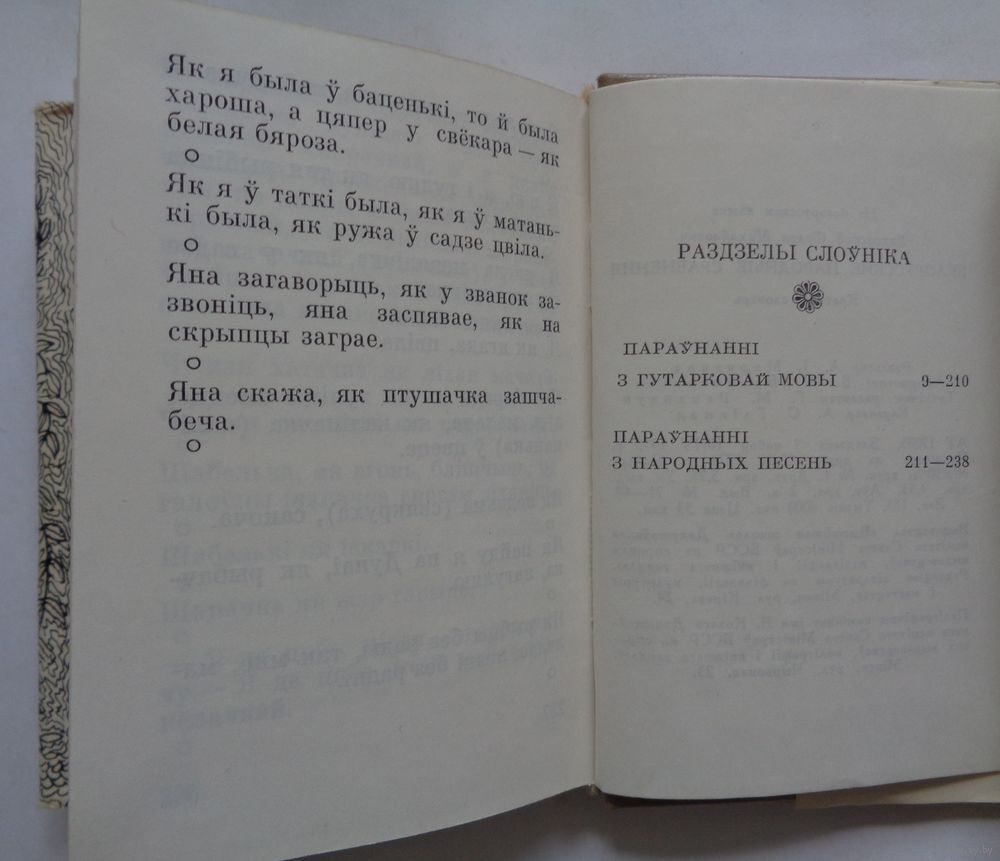 Як я была ў баценькі, то й была
хароша, а цяпер у свёкара — як
белая бяроза.
Як я ў таткі была, як я ў матань-
кі была, як ружа ў садзе цвіла.
Яна загаворыць, як у званок за-
звоніць, яна заспявае, як на
скрыпцы заграе.
Яна скажа, як птушачка зашча-
беча.
РАЗДЗЕЛЫ СЛОЎНІКА
ПАРАЎНАННІ
З ГУТАРКОВАЙ МОВЫ 9—210
ПАРАЎНАННІ
З НАРОДНЫХ ПЕСЕНЬ 211—238